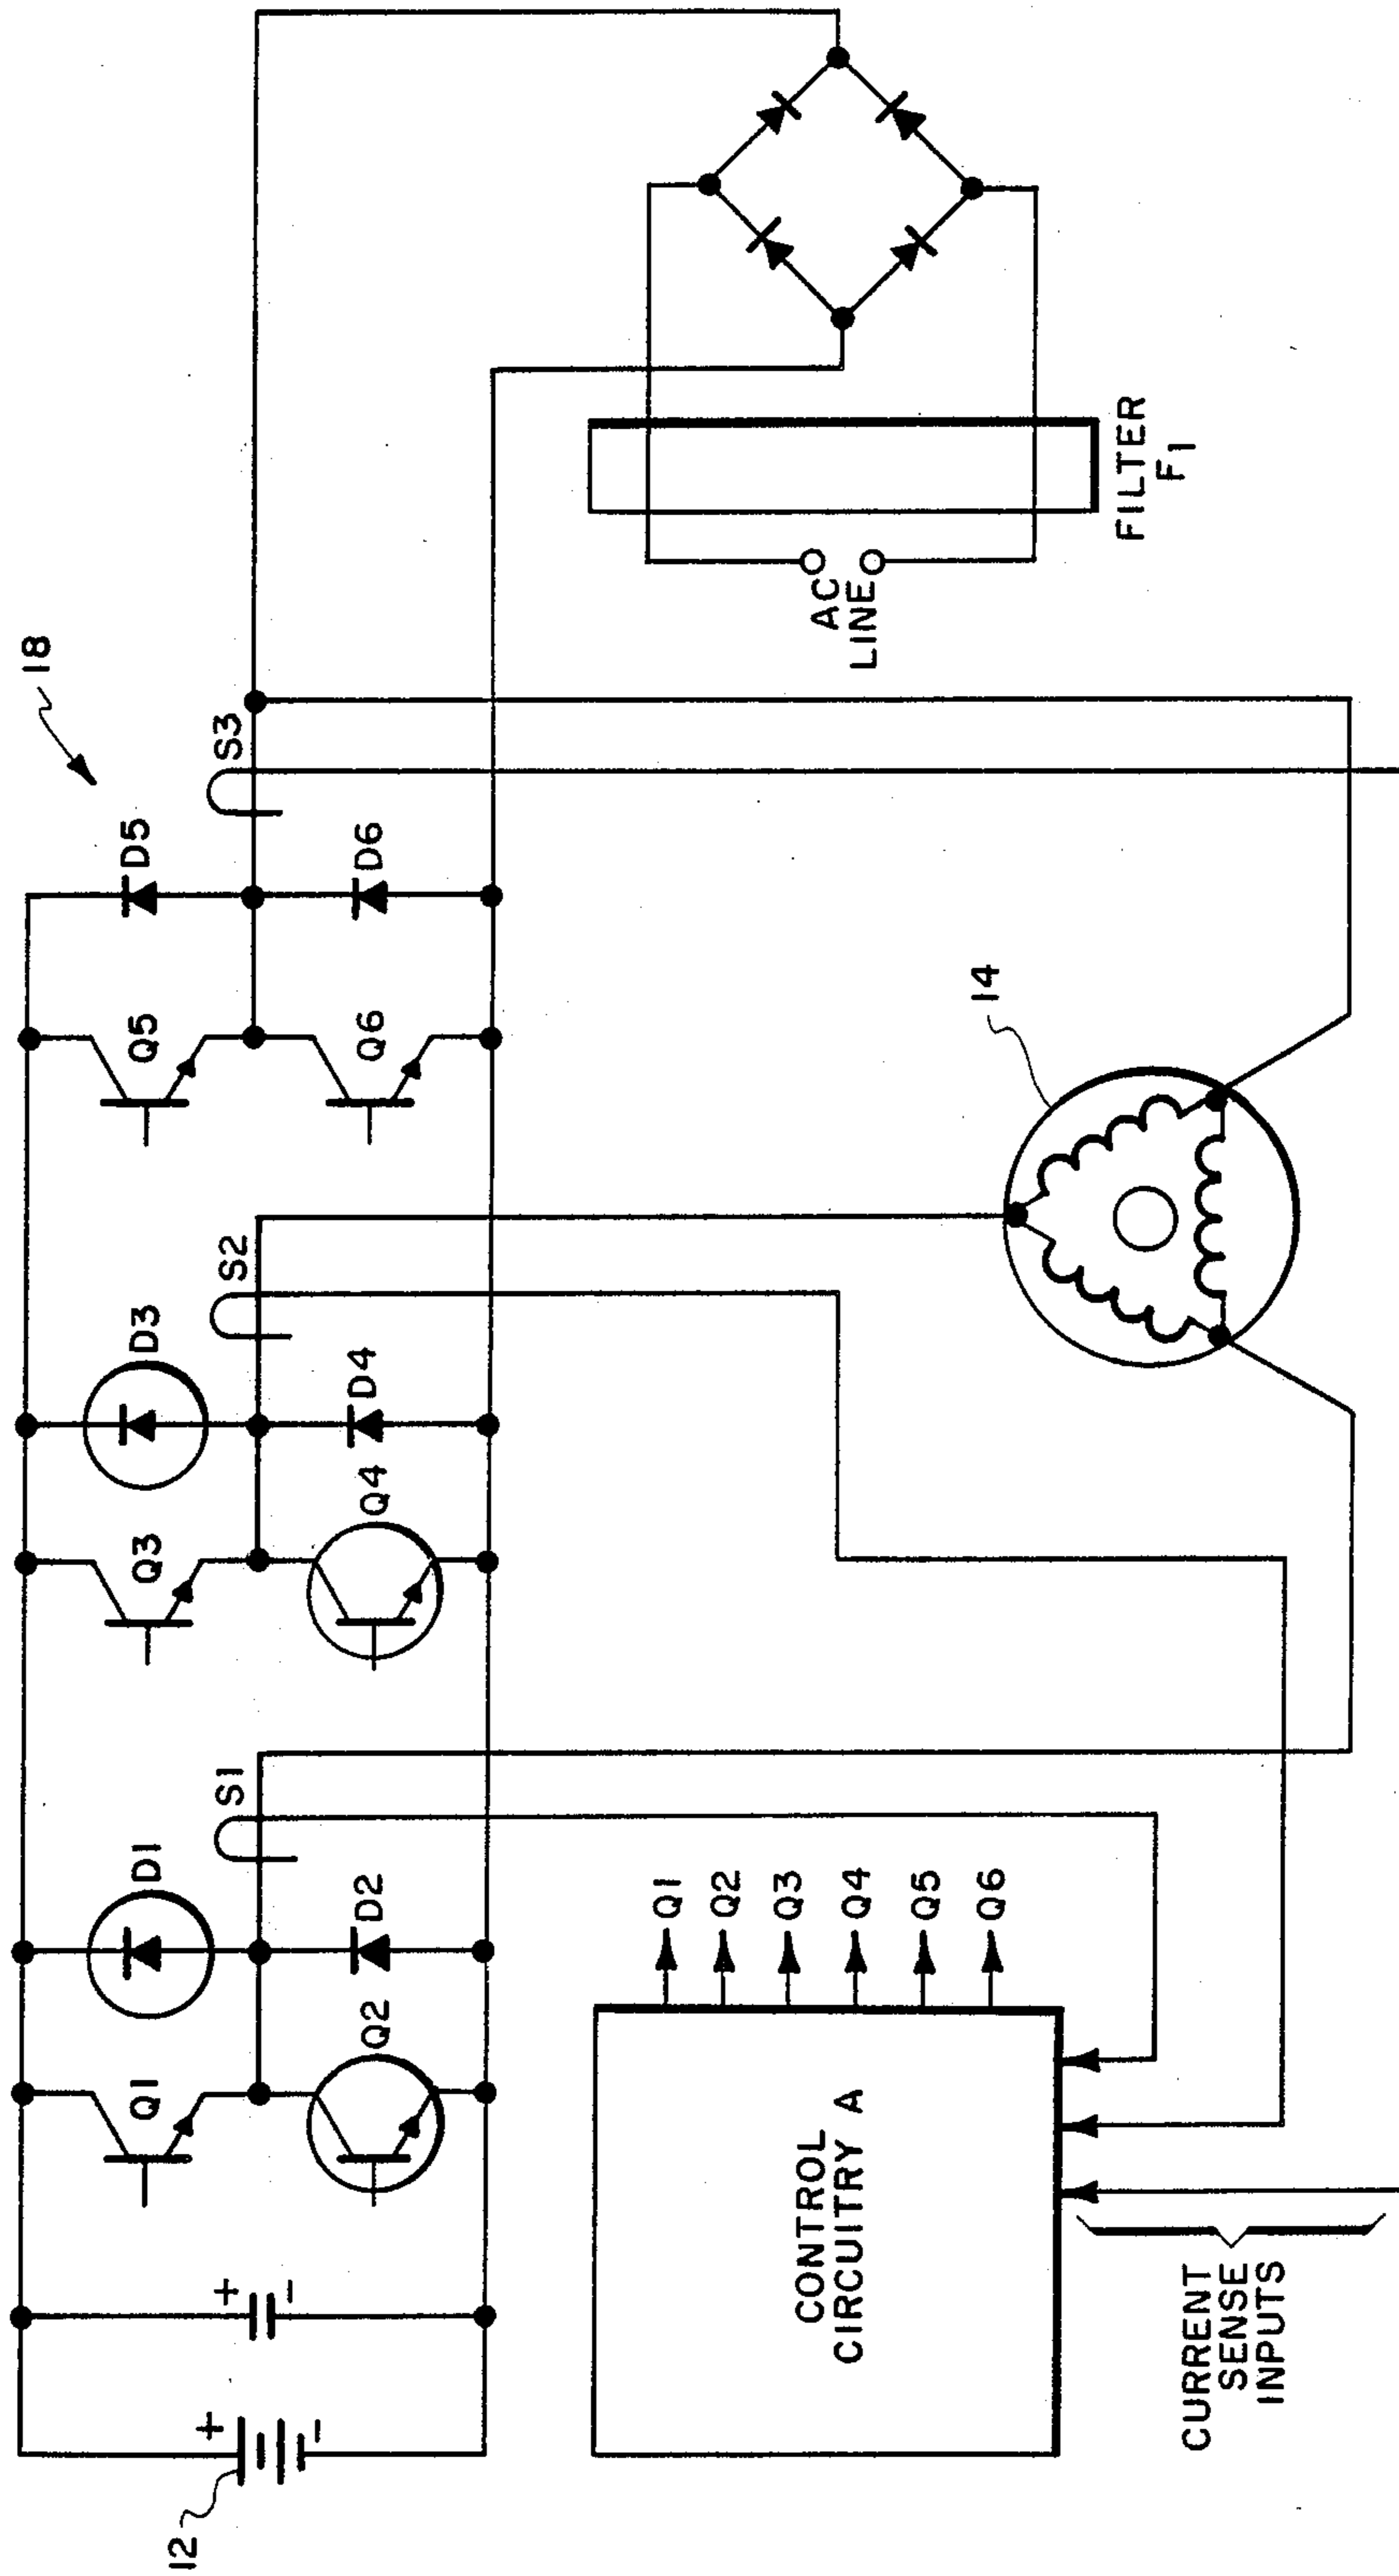 18
12
+
-
+
-
Q1
D1
Q2
D2
S1
Q3
D3
Q4
D4
S2
Q5
D5
Q6
D6
S3
CONTROL
CIRCUITRY A
Q1
Q2
Q3
Q4
Q5
Q6
CURRENT
SENSE
INPUTS
14
AC
LINE
FILTER
F1